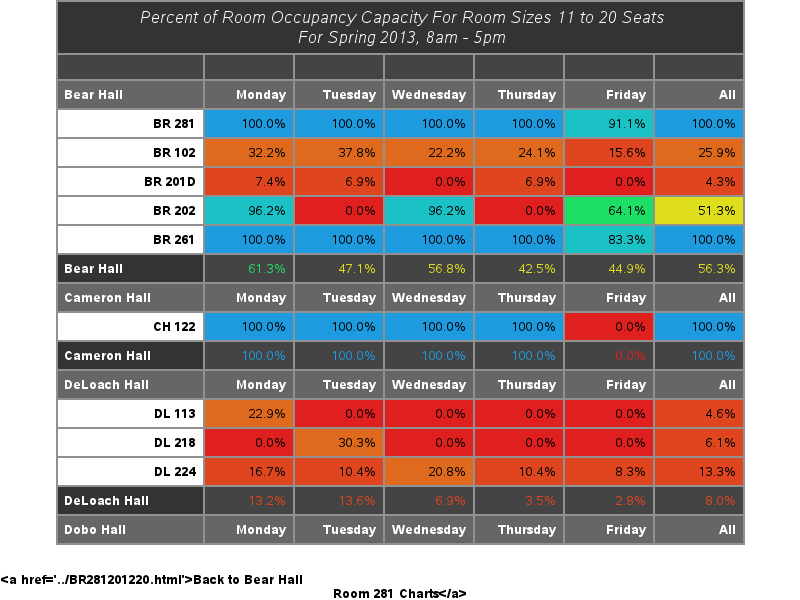 Percent of Room Occupancy Capacity For Room Sizes 11 to 20 Seats
For Spring 2013, 8am - 5pm
Bear Hall Monday Tuesday Wednesday Thursday Friday All
BR 281 100.0% 100.0% 100.0% 100.0% 91.1% 100.0%
BR 102 32.2% 37.8% 22.2% 24.1% 15.6% 25.9%
BR 201D 7.4% 6.9% 0.0% 6.9% 0.0% 4.3%
BR 202 96.2% 0.0% 96.2% 0.0% 64.1% 51.3%
BR 261 100.0% 100.0% 100.0% 100.0% 83.3% 100.0%
Bear Hall 61.3% 47.1% 56.8% 42.5% 44.9% 56.3%
Cameron Hall Monday Tuesday Wednesday Thursday Friday All
CH 122 100.0% 100.0% 100.0% 100.0% 0.0% 100.0%
Cameron Hall 100.0% 100.0% 100.0% 100.0% 0.0% 100.0%
DeLoach Hall Monday Tuesday Wednesday Thursday Friday All
DL 113 22.9% 0.0% 0.0% 0.0% 0.0% 4.6%
DL 218 0.0% 30.3% 0.0% 0.0% 0.0% 6.1%
DL 224 16.7% 10.4% 20.8% 10.4% 8.3% 13.3%
DeLoach Hall 13.2% 13.6% 6.9% 3.5% 2.8% 8.0%
Dobo Hall Monday Tuesday Wednesday Thursday Friday All
<a href='../BR281201220.html'>Back to Bear Hall
Room 281 Charts</a>